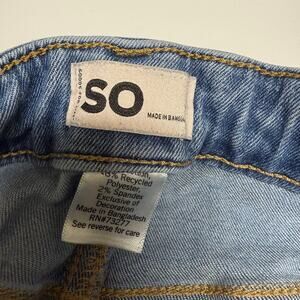 SO
MADE IN
Recycled
Polyester,
2% Spandex
Exclusive of
Decoration
Made in Bangladesh
RN#73277
See reverse for care